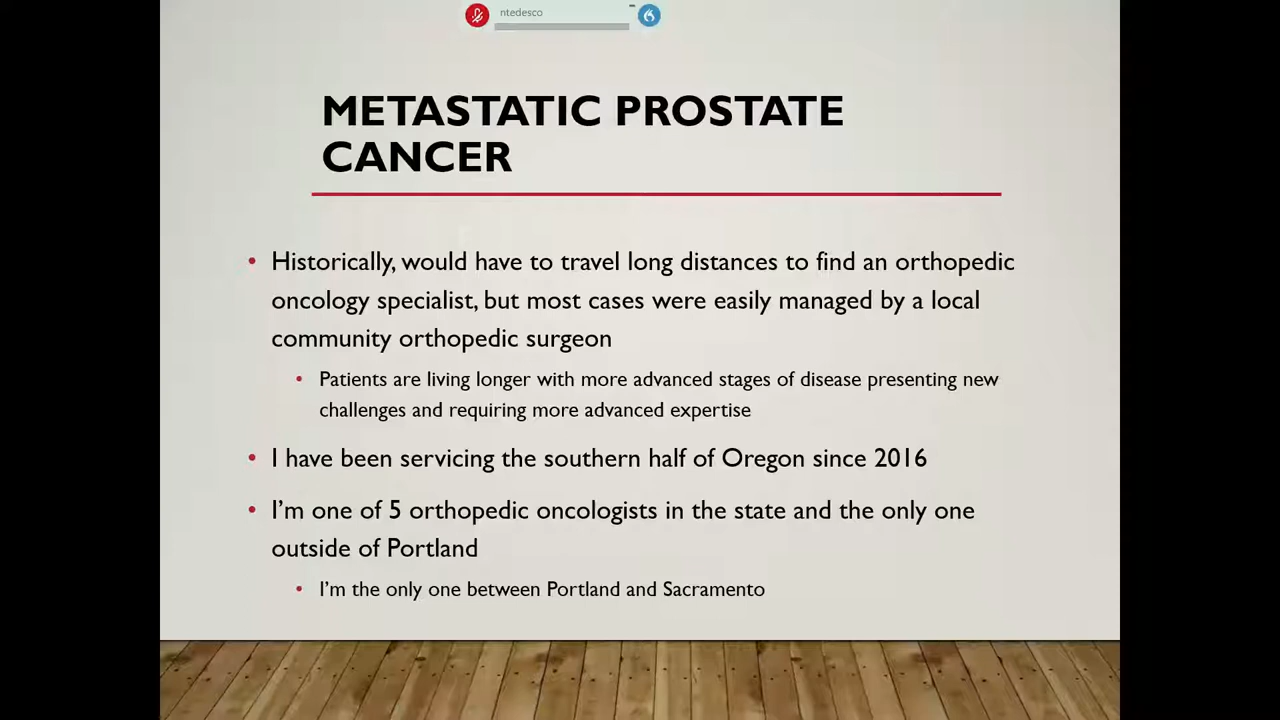 ntedesco
METASTATIC PROSTATE
CANCER
• Historically, would have to travel long distances to find an orthopedic
oncology specialist, but most cases were easily managed by a local
community orthopedic surgeon
• Patients are living longer with more advanced stages of disease presenting new
challenges and requiring more advanced expertise
• I have been servicing the southern half of Oregon since 2016
• I’m one of 5 orthopedic oncologists in the state and the only one
outside of Portland
• I’m the only one between Portland and Sacramento